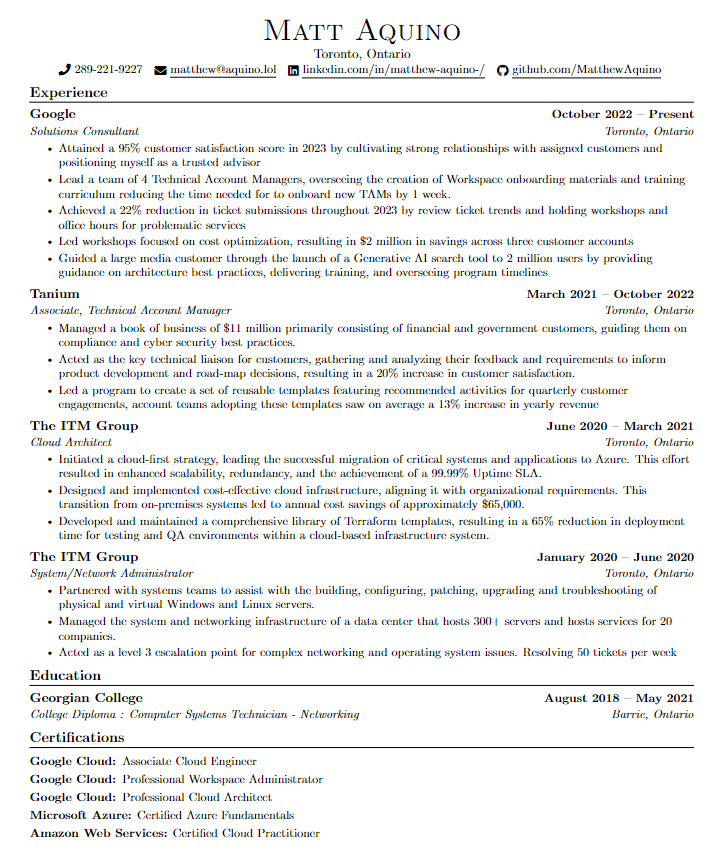 Matt Aquino
Toronto, Ontario
289-221-9227 matthew@aquino.lol linkedin.com/in/matthew-aquino-/ github.com/MatthewAquino
Experience
Google October 2022 – Present
Solutions Consultant Toronto, Ontario
• Attained a 95% customer satisfaction score in 2023 by cultivating strong relationships with assigned customers and
positioning myself as a trusted advisor
• Lead a team of 4 Technical Account Managers, overseeing the creation of Workspace onboarding materials and training
curriculum reducing the time needed for to onboard new TAMs by 1 week.
• Achieved a 22% reduction in ticket submissions throughout 2023 by review ticket trends and holding workshops and
office hours for problematic services
• Led workshops focused on cost optimization, resulting in $2 million in savings across three customer accounts
• Guided a large media customer through the launch of a Generative AI search tool to 2 million users by providing
guidance on architecture best practices, delivering training, and overseeing program timelines
Tanium March 2021 – October 2022
Associate, Technical Account Manager Toronto, Ontario
• Managed a book of business of $11 million primarily consisting of financial and government customers, guiding them on
compliance and cyber security best practices.
• Acted as the key technical liaison for customers, gathering and analyzing their feedback and requirements to inform
product development and road-map decisions, resulting in a 20% increase in customer satisfaction.
• Led a program to create a set of reusable templates featuring recommended activities for quarterly customer
engagements, account teams adopting these templates saw on average a 13% increase in yearly revenue
The ITM Group June 2020 – March 2021
Cloud Architect Toronto, Ontario
• Initiated a cloud-first strategy, leading the successful migration of critical systems and applications to Azure. This effort
resulted in enhanced scalability, redundancy, and the achievement of a 99.99% Uptime SLA.
• Designed and implemented cost-effective cloud infrastructure, aligning it with organizational requirements. This
transition from on-premises systems led to annual cost savings of approximately $65,000.
• Developed and maintained a comprehensive library of Terraform templates, resulting in a 65% reduction in deployment
time for testing and QA environments within a cloud-based infrastructure system.
The ITM Group January 2020 – June 2020
System/Network Administrator Toronto, Ontario
• Partnered with systems teams to assist with the building, configuring, patching, upgrading and troubleshooting of
physical and virtual Windows and Linux servers.
• Managed the system and networking infrastructure of a data center that hosts 300+ servers and hosts services for 20
companies.
• Acted as a level 3 escalation point for complex networking and operating system issues. Resolving 50 tickets per week
Education
Georgian College August 2018 – May 2021
College Diploma : Computer Systems Technician - Networking Barrie, Ontario
Certifications
Google Cloud: Associate Cloud Engineer
Google Cloud: Professional Workspace Administrator
Google Cloud: Professional Cloud Architect
Microsoft Azure: Certified Azure Fundamentals
Amazon Web Services: Certified Cloud Practitioner